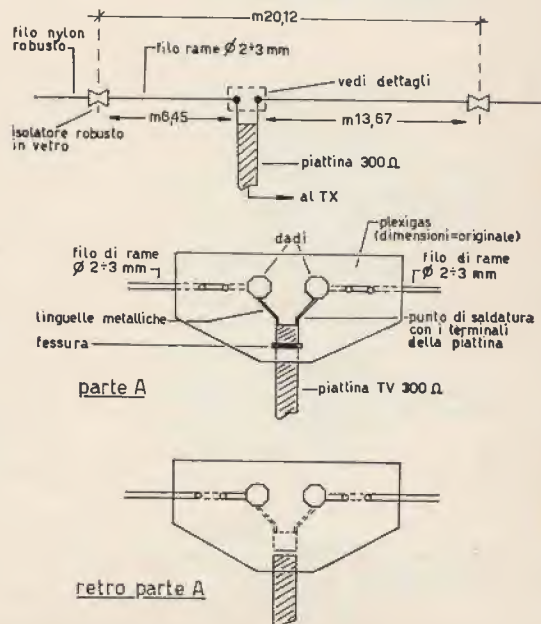 m20,12
filo nylon
robusto
filo rame Ø 2÷3 mm
vedi dettagli
isolatore robusto
in vetro
m6,45
m13,67
piattina 300 Ω
al TX
plexigas
(dimensioni=originale)
filo di rame
Ø 2÷3 mm
dadi
filo di rame
Ø 2÷3 mm
linguelle metalliche
fessura
punto di saldatura
con i terminali
della piattina
parte A
piattina TV 300 Ω
retro parte A